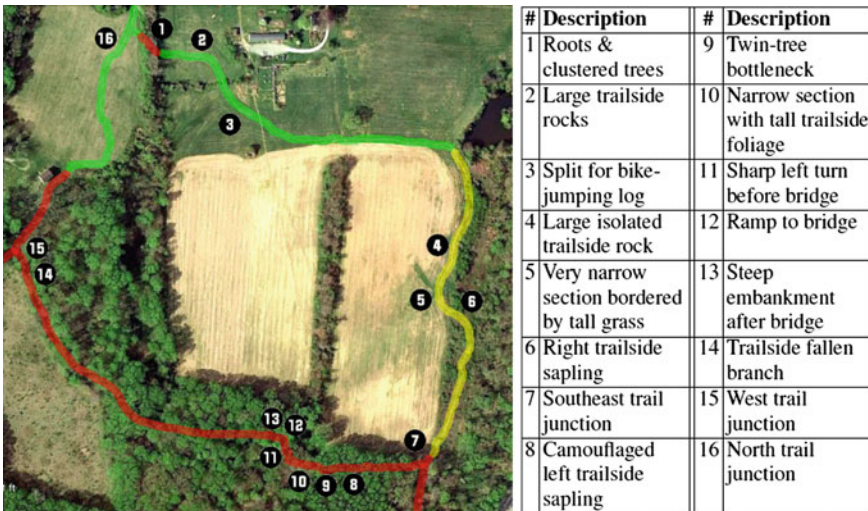 1
16
2
3
4
15
14
5
6
13
12
7
11
10
9
8
# Description
1 Roots &
clustered trees
2 Large trailside
rocks
3 Split for bike-
jumping log
4 Large isolated
trailside rock
5 Very narrow
section bordered
by tall grass
6 Right trailside
sapling
7 Southeast trail
junction
8 Camouflaged
left trailside
sapling
# Description
9 Twin-tree
bottleneck
10 Narrow section
with tall trailside
foliage
11 Sharp left turn
before bridge
12 Ramp to bridge
13 Steep
embankment
after bridge
14 Trailside fallen
branch
15 West trail
junction
16 North trail
junction